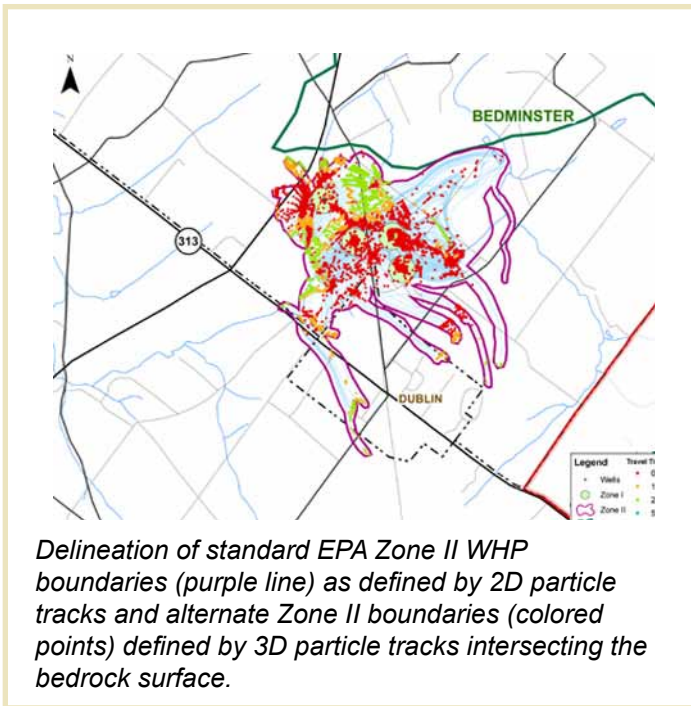 N
BEDMINSTER
313
DUBLIN
Legend
Wells
Zone I
Zone II
Delineation of standard EPA Zone II WHP
boundaries (purple line) as defined by 2D particle
tracks and alternate Zone II boundaries (colored
points) defined by 3D particle tracks intersecting the
bedrock surface.